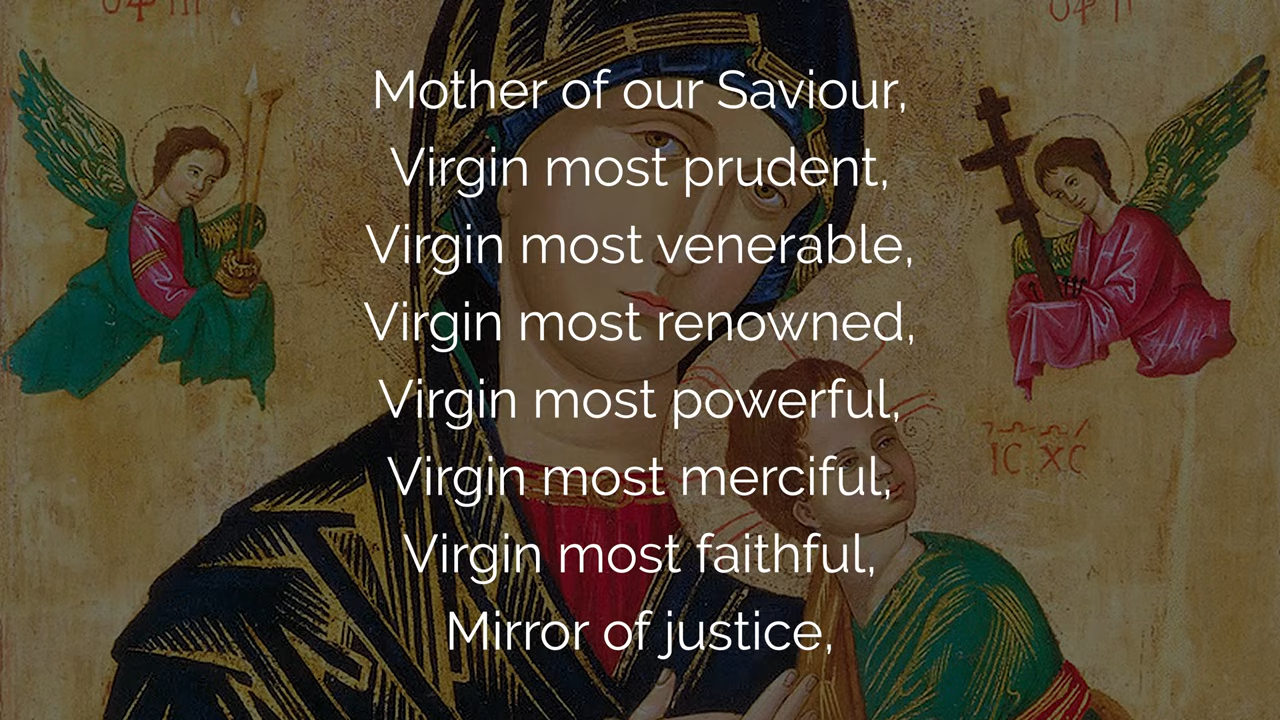 Mother of our Saviour,
Virgin most prudent,
Virgin most venerable,
Virgin most renowned,
Virgin most powerful,
Virgin most merciful,
IC XC
Virgin most faithful,
Mirror of justice,